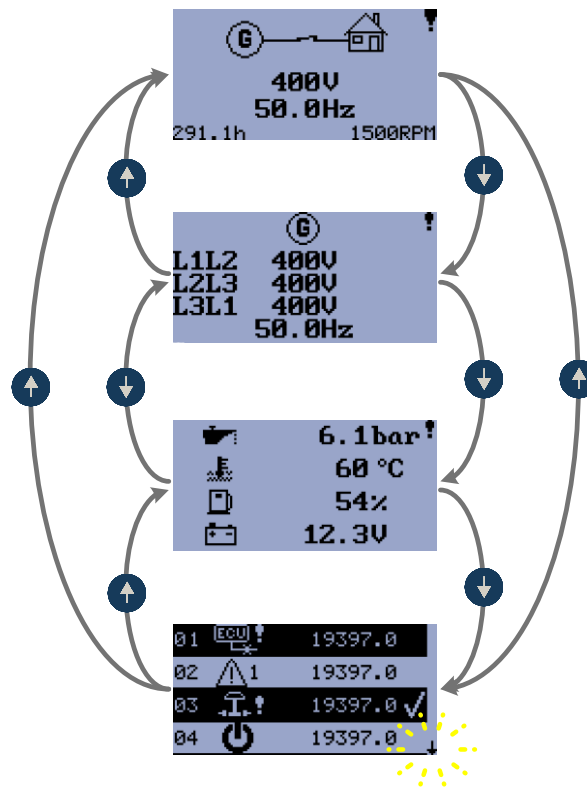 G
400V
50.0Hz
291.1h 1500RPM
G
L1L2 400V
L2L3 400V
L3L1 400V
50.0Hz
6.1bar
60 °C
54%
12.3V
01 ECU ! 19397.0
02 1 19397.0
03 ! 19397.0
04 19397.0